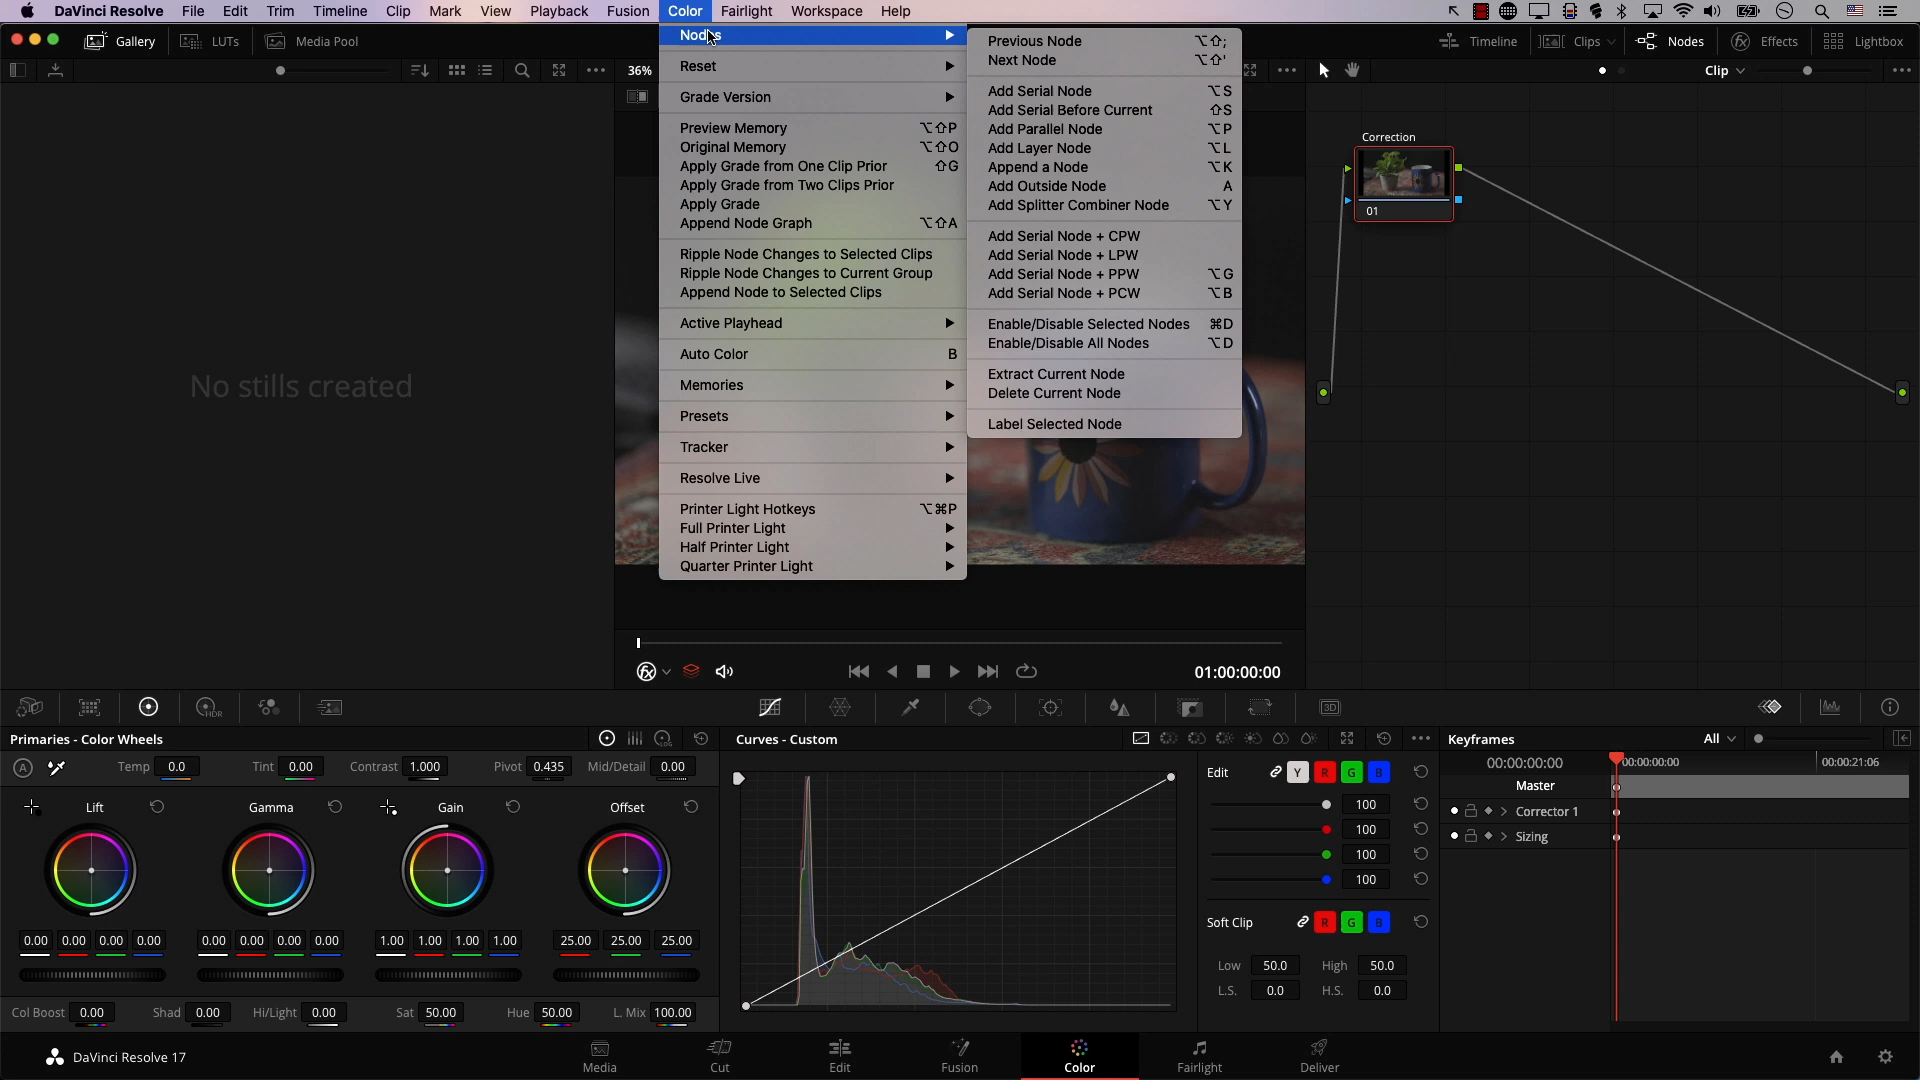 DaVinci Resolve File Edit Trim Timeline Clip Mark View Playback Fusion Color Fairlight Workspace Help
Gallery LUTs Media Pool
Timeline Clips Nodes Effects Lightbox
36%
Clip
Nodes
Reset
Grade Version
Preview Memory ⌥⇧P
Original Memory ⌥⇧O
Apply Grade from One Clip Prior ⇧G
Apply Grade from Two Clips Prior
Apply Grade
Append Node Graph ⌥⇧A
Ripple Node Changes to Selected Clips
Ripple Node Changes to Current Group
Append Node to Selected Clips
Active Playhead
Auto Color B
Memories
Presets
Tracker
Resolve Live
Printer Light Hotkeys ⌥⌘P
Full Printer Light
Half Printer Light
Quarter Printer Light
Previous Node ⌥⇧;
Next Node ⌥⇧'
Add Serial Node ⌥S
Add Serial Before Current ⇧S
Add Parallel Node ⌥P
Add Layer Node ⌥L
Append a Node ⌥K
Add Outside Node A
Add Splitter Combiner Node ⌥Y
Add Serial Node + CPW
Add Serial Node + LPW
Add Serial Node + PPW ⌥G
Add Serial Node + PCW ⌥B
Enable/Disable Selected Nodes ⌘D
Enable/Disable All Nodes ⌥D
Extract Current Node
Delete Current Node
Label Selected Node
Correction
01
No stills created
fx
01:00:00:00
HDR
3D
Primaries - Color Wheels
A Temp 0.0 Tint 0.00 Contrast 1.000 Pivot 0.435 Mid/Detail 0.00
Lift Gamma Gain Offset
0.00 0.00 0.00 0.00 0.00 0.00 0.00 0.00 1.00 1.00 1.00 1.00 25.00 25.00 25.00
Col Boost 0.00 Shad 0.00 Hi/Light 0.00 Sat 50.00 Hue 50.00 L. Mix 100.00
Curves - Custom
Edit Y R G B
100
100
100
100
Soft Clip R G B
Low 50.0 High 50.0
L.S. 0.0 H.S. 0.0
Keyframes All
00:00:00:00 00:00:00:00 00:00:21:06
Master
Corrector 1
Sizing
DaVinci Resolve 17
Media Cut Edit Fusion Color Fairlight Deliver